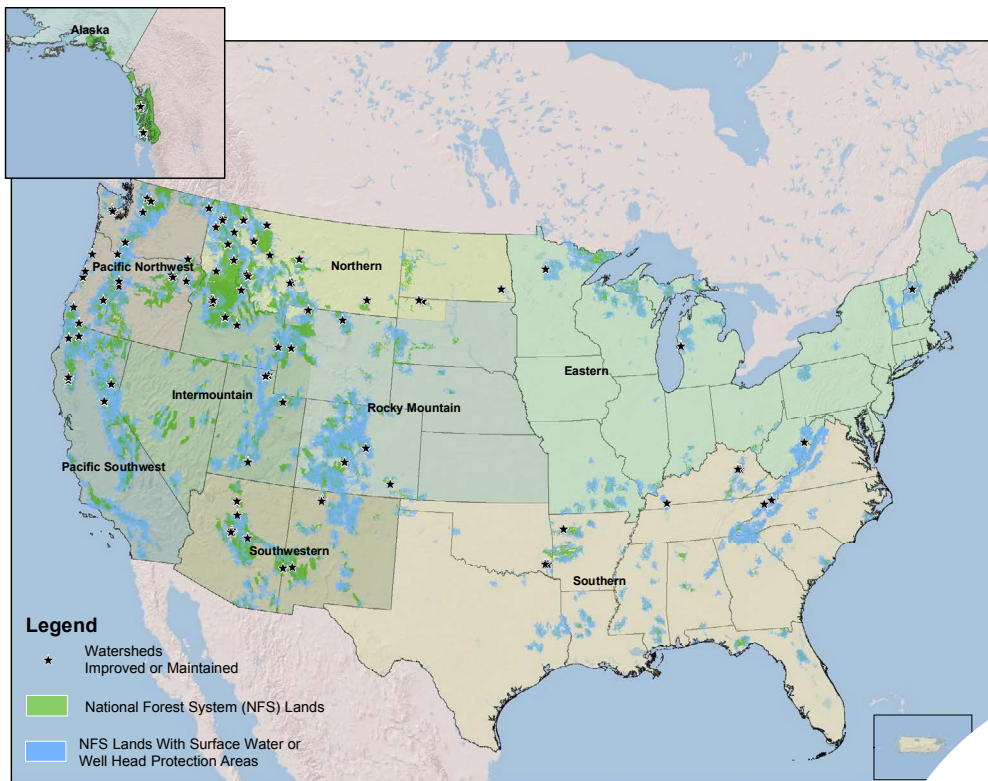 Alaska
Pacific Northwest
Northern
Eastern
Intermountain
Rocky Mountain
Pacific Southwest
Southwestern
Southern
Legend
Watersheds
Improved or Maintained
National Forest System (NFS) Lands
NFS Lands With Surface Water or
Well Head Protection Areas